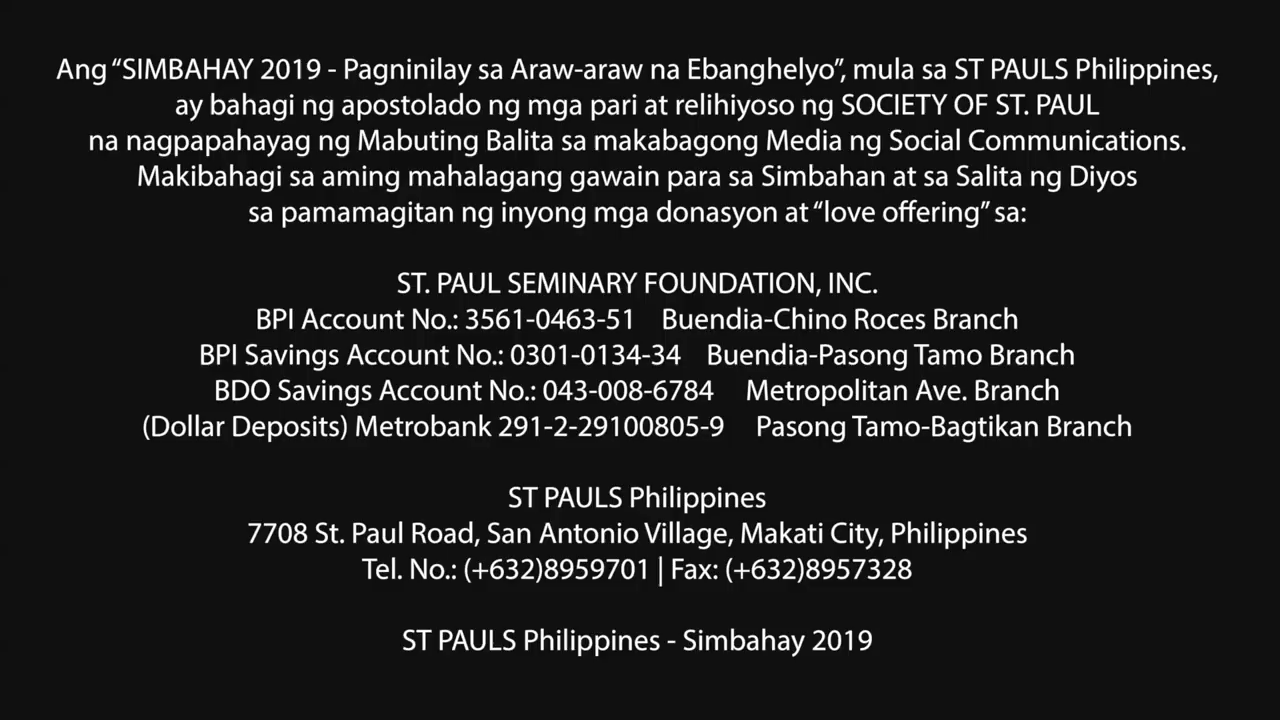 Ang “SIMBAHAY 2019 - Pagninilay sa Araw-araw na Ebanghelyo”, mula sa ST PAULS Philippines,
ay bahagi ng apostolado ng mga pari at relihiyoso ng SOCIETY OF ST. PAUL
na nagpapahayag ng Mabuting Balita sa makabagong Media ng Social Communications.
Makibahagi sa aming mahalagang gawain para sa Simbahan at sa Salita ng Diyos
sa pamamagitan ng inyong mga donasyon at “love offering” sa:
ST. PAUL SEMINARY FOUNDATION, INC.
BPI Account No.: 3561-0463-51 Buendia-Chino Roces Branch
BPI Savings Account No.: 0301-0134-34 Buendia-Pasong Tamo Branch
BDO Savings Account No.: 043-008-6784 Metropolitan Ave. Branch
(Dollar Deposits) Metrobank 291-2-29100805-9 Pasong Tamo-Bagtikan Branch
ST PAULS Philippines
7708 St. Paul Road, San Antonio Village, Makati City, Philippines
Tel. No.: (+632)8959701 | Fax: (+632)8957328
ST PAULS Philippines - Simbahay 2019